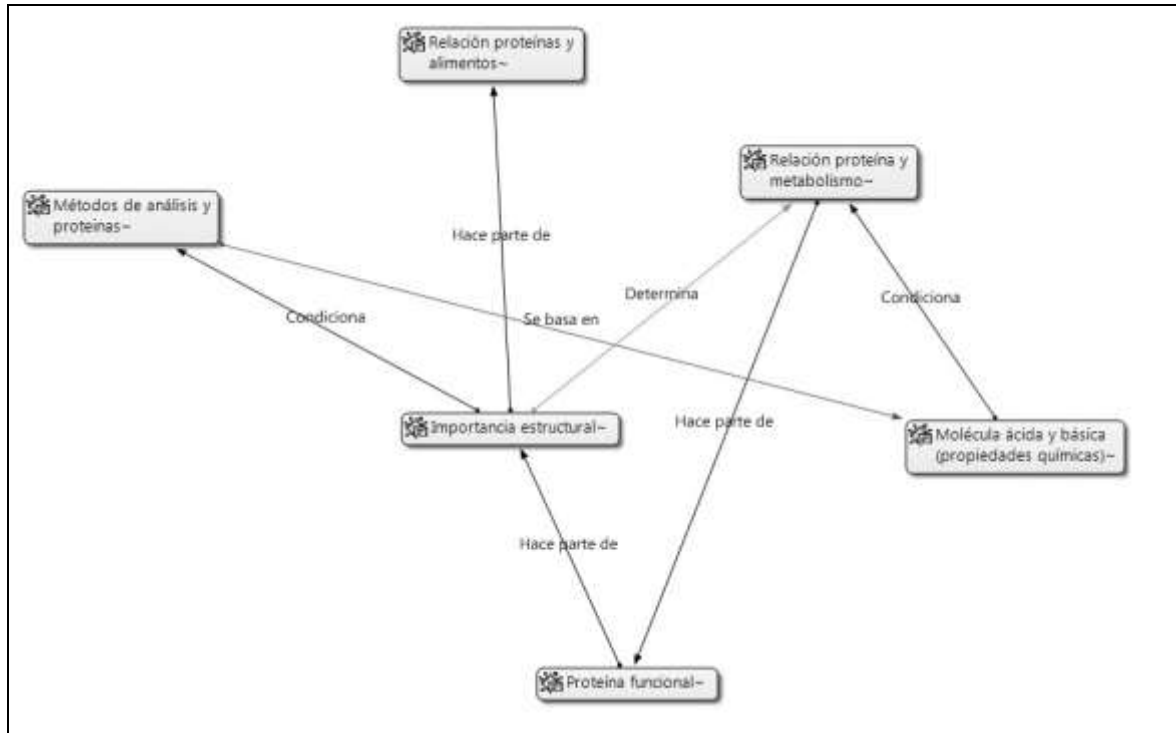 Relación proteínas y
alimentos~
Relación proteína y
metabolismo~
Métodos de análisis y
proteinas~
Hace parte de
Determina
Condiciona
Condiciona
Se basa en
Importancia estructural~
Hace parte de
Molécula ácida y básica
(propiedades químicas)~
Hace parte de
Proteína funcional~